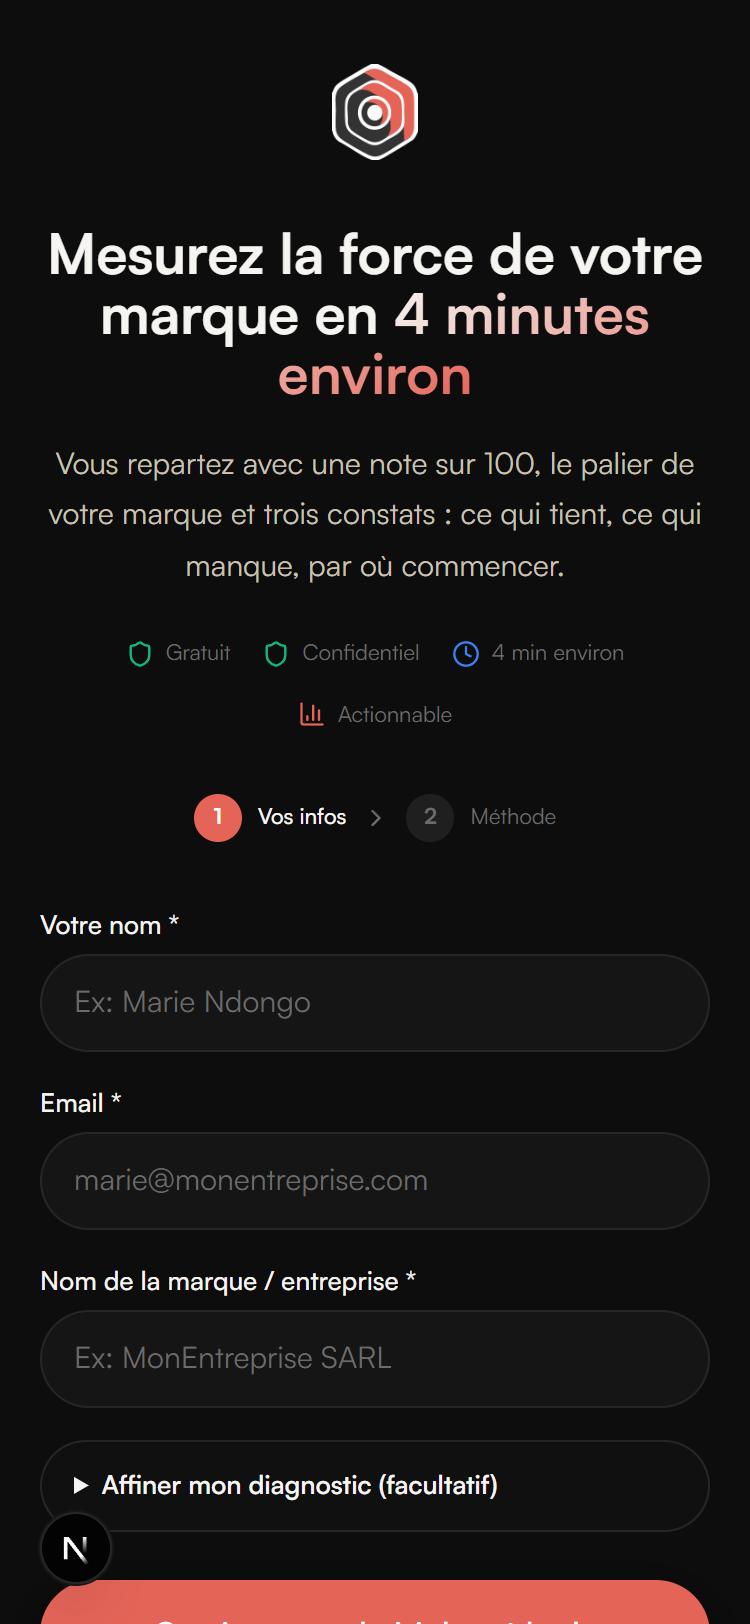 Mesurez la force de votre
marque en 4 minutes
environ
Vous repartez avec une note sur 100, le palier de
votre marque et trois constats : ce qui tient, ce qui
manque, par où commencer.
Gratuit Confidentiel 4 min environ
Actionnable
1 Vos infos 2 Méthode
Votre nom *
Ex: Marie Ndongo
Email *
marie@monentreprise.com
Nom de la marque / entreprise *
Ex: MonEntreprise SARL
Affiner mon diagnostic (facultatif)
N